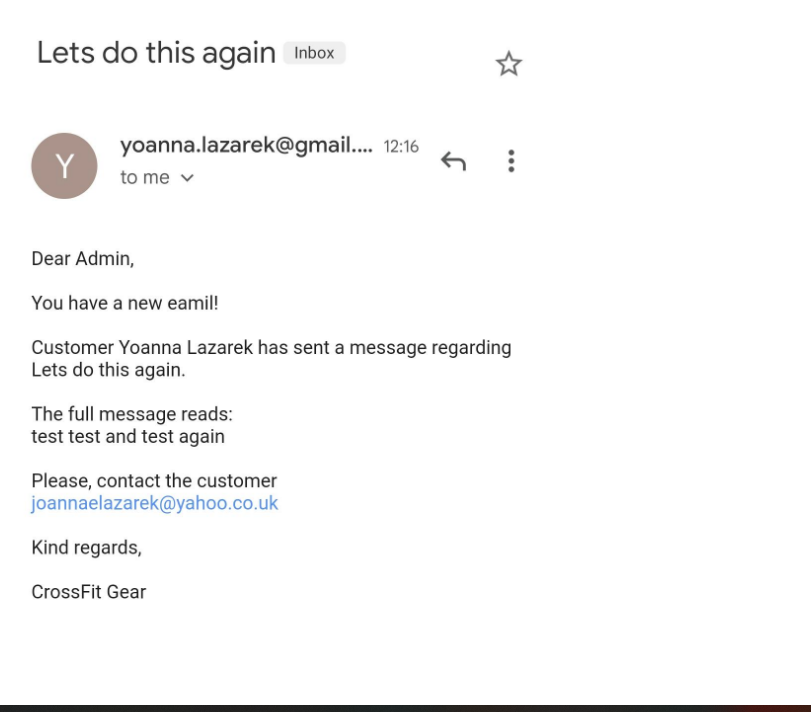 Lets do this again Inbox
Y
yoanna.lazarek@gmail.... 12:16
to me
Dear Admin,
You have a new eamil!
Customer Yoanna Lazarek has sent a message regarding
Lets do this again.
The full message reads:
test test and test again
Please, contact the customer
joannaelazarek@yahoo.co.uk
Kind regards,
CrossFit Gear